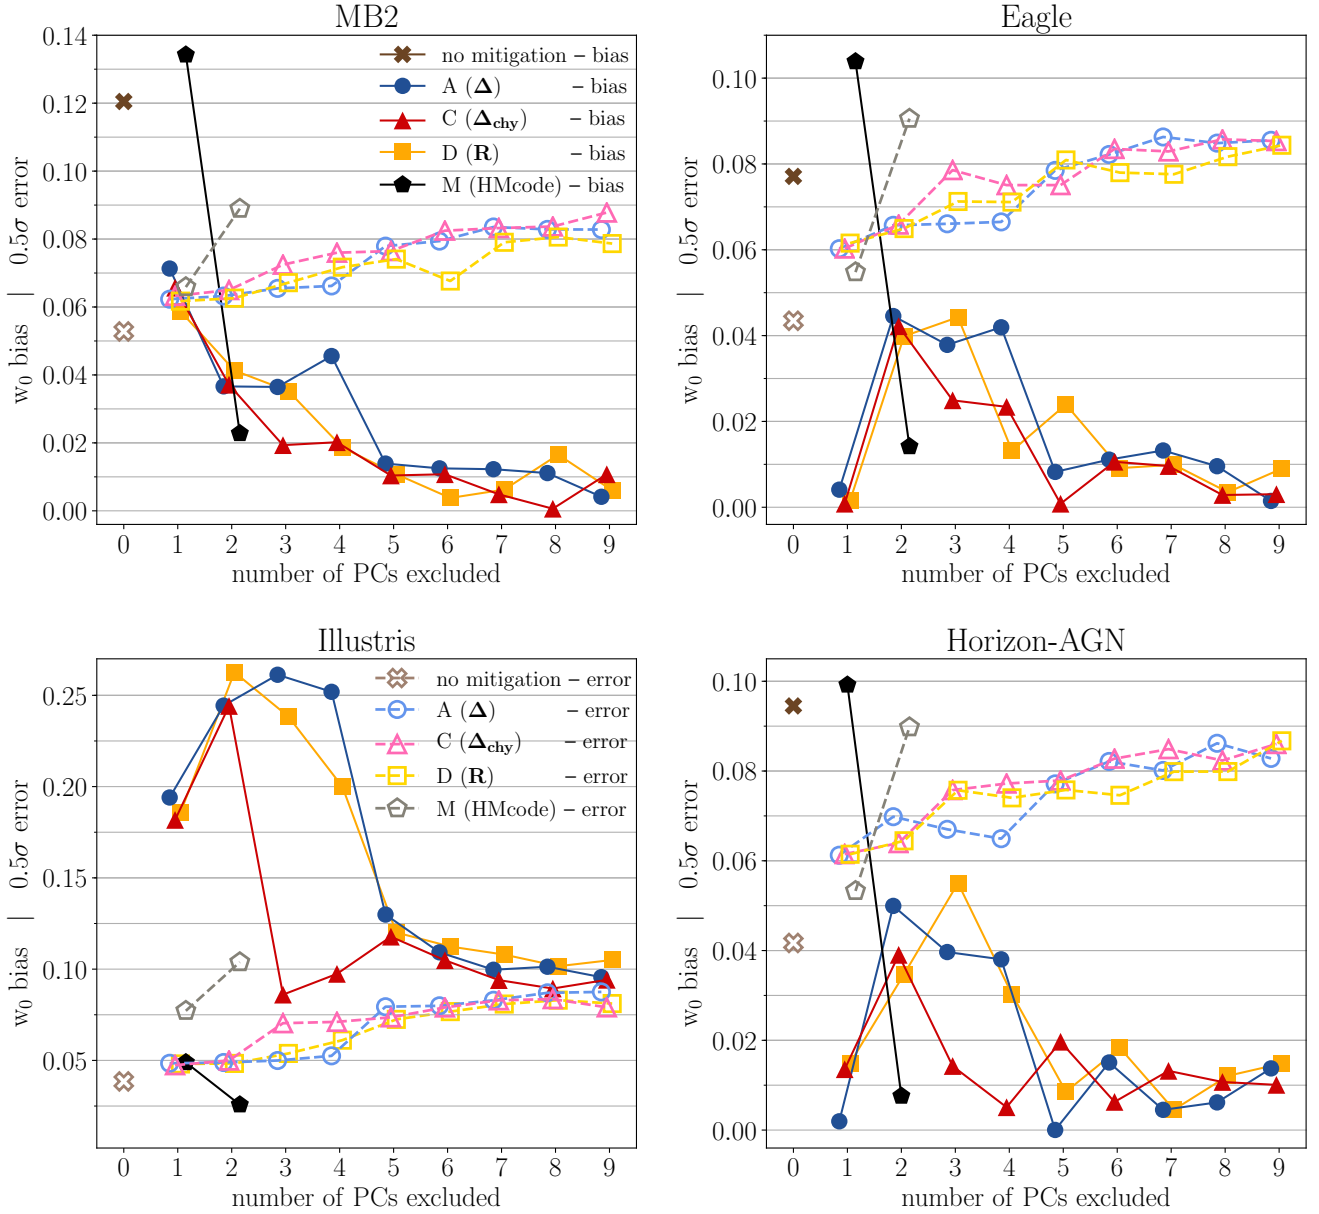 MB2
0.14
0.12
0.10
0.08
0.06
0.04
0.02
0.00
w₀ bias | 0.5σ error
no mitigation – bias
A (Δ) – bias
C (Δchy) – bias
D (R) – bias
M (HMcode) – bias
0 1 2 3 4 5 6 7 8 9
number of PCs excluded
Eagle
0.10
0.08
0.06
0.04
0.02
0.00
w₀ bias | 0.5σ error
0 1 2 3 4 5 6 7 8 9
number of PCs excluded
Illustris
0.25
0.20
0.15
0.10
0.05
w₀ bias | 0.5σ error
no mitigation – error
A (Δ) – error
C (Δchy) – error
D (R) – error
M (HMcode) – error
0 1 2 3 4 5 6 7 8 9
number of PCs excluded
Horizon-AGN
0.10
0.08
0.06
0.04
0.02
0.00
w₀ bias | 0.5σ error
0 1 2 3 4 5 6 7 8 9
number of PCs excluded